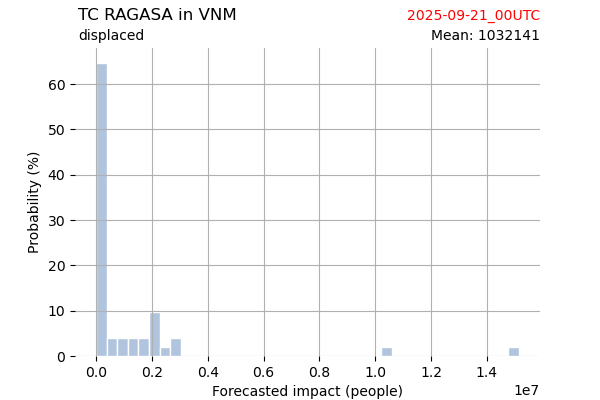 TC RAGASA in VNM
2025-09-21_00UTC
displaced
Mean: 1032141
60
50
40
30
20
10
0
Probability (%)
0.0 0.2 0.4 0.6 0.8 1.0 1.2 1.4
1e7
Forecasted impact (people)